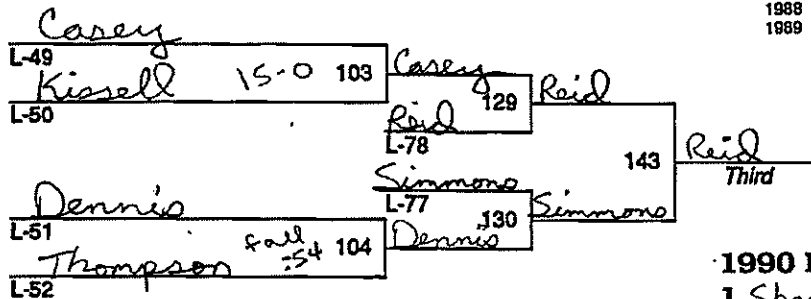 1988
1989
Casey
L-49
Kissell 15-0 103 Casey
L-50
129 Reid
Reid
L-78
143 Reid
Third
Simmons
L-77
Dennis
L-51
130 Simmons
Thompson fall :54 104 Dennis
L-52
1990
1